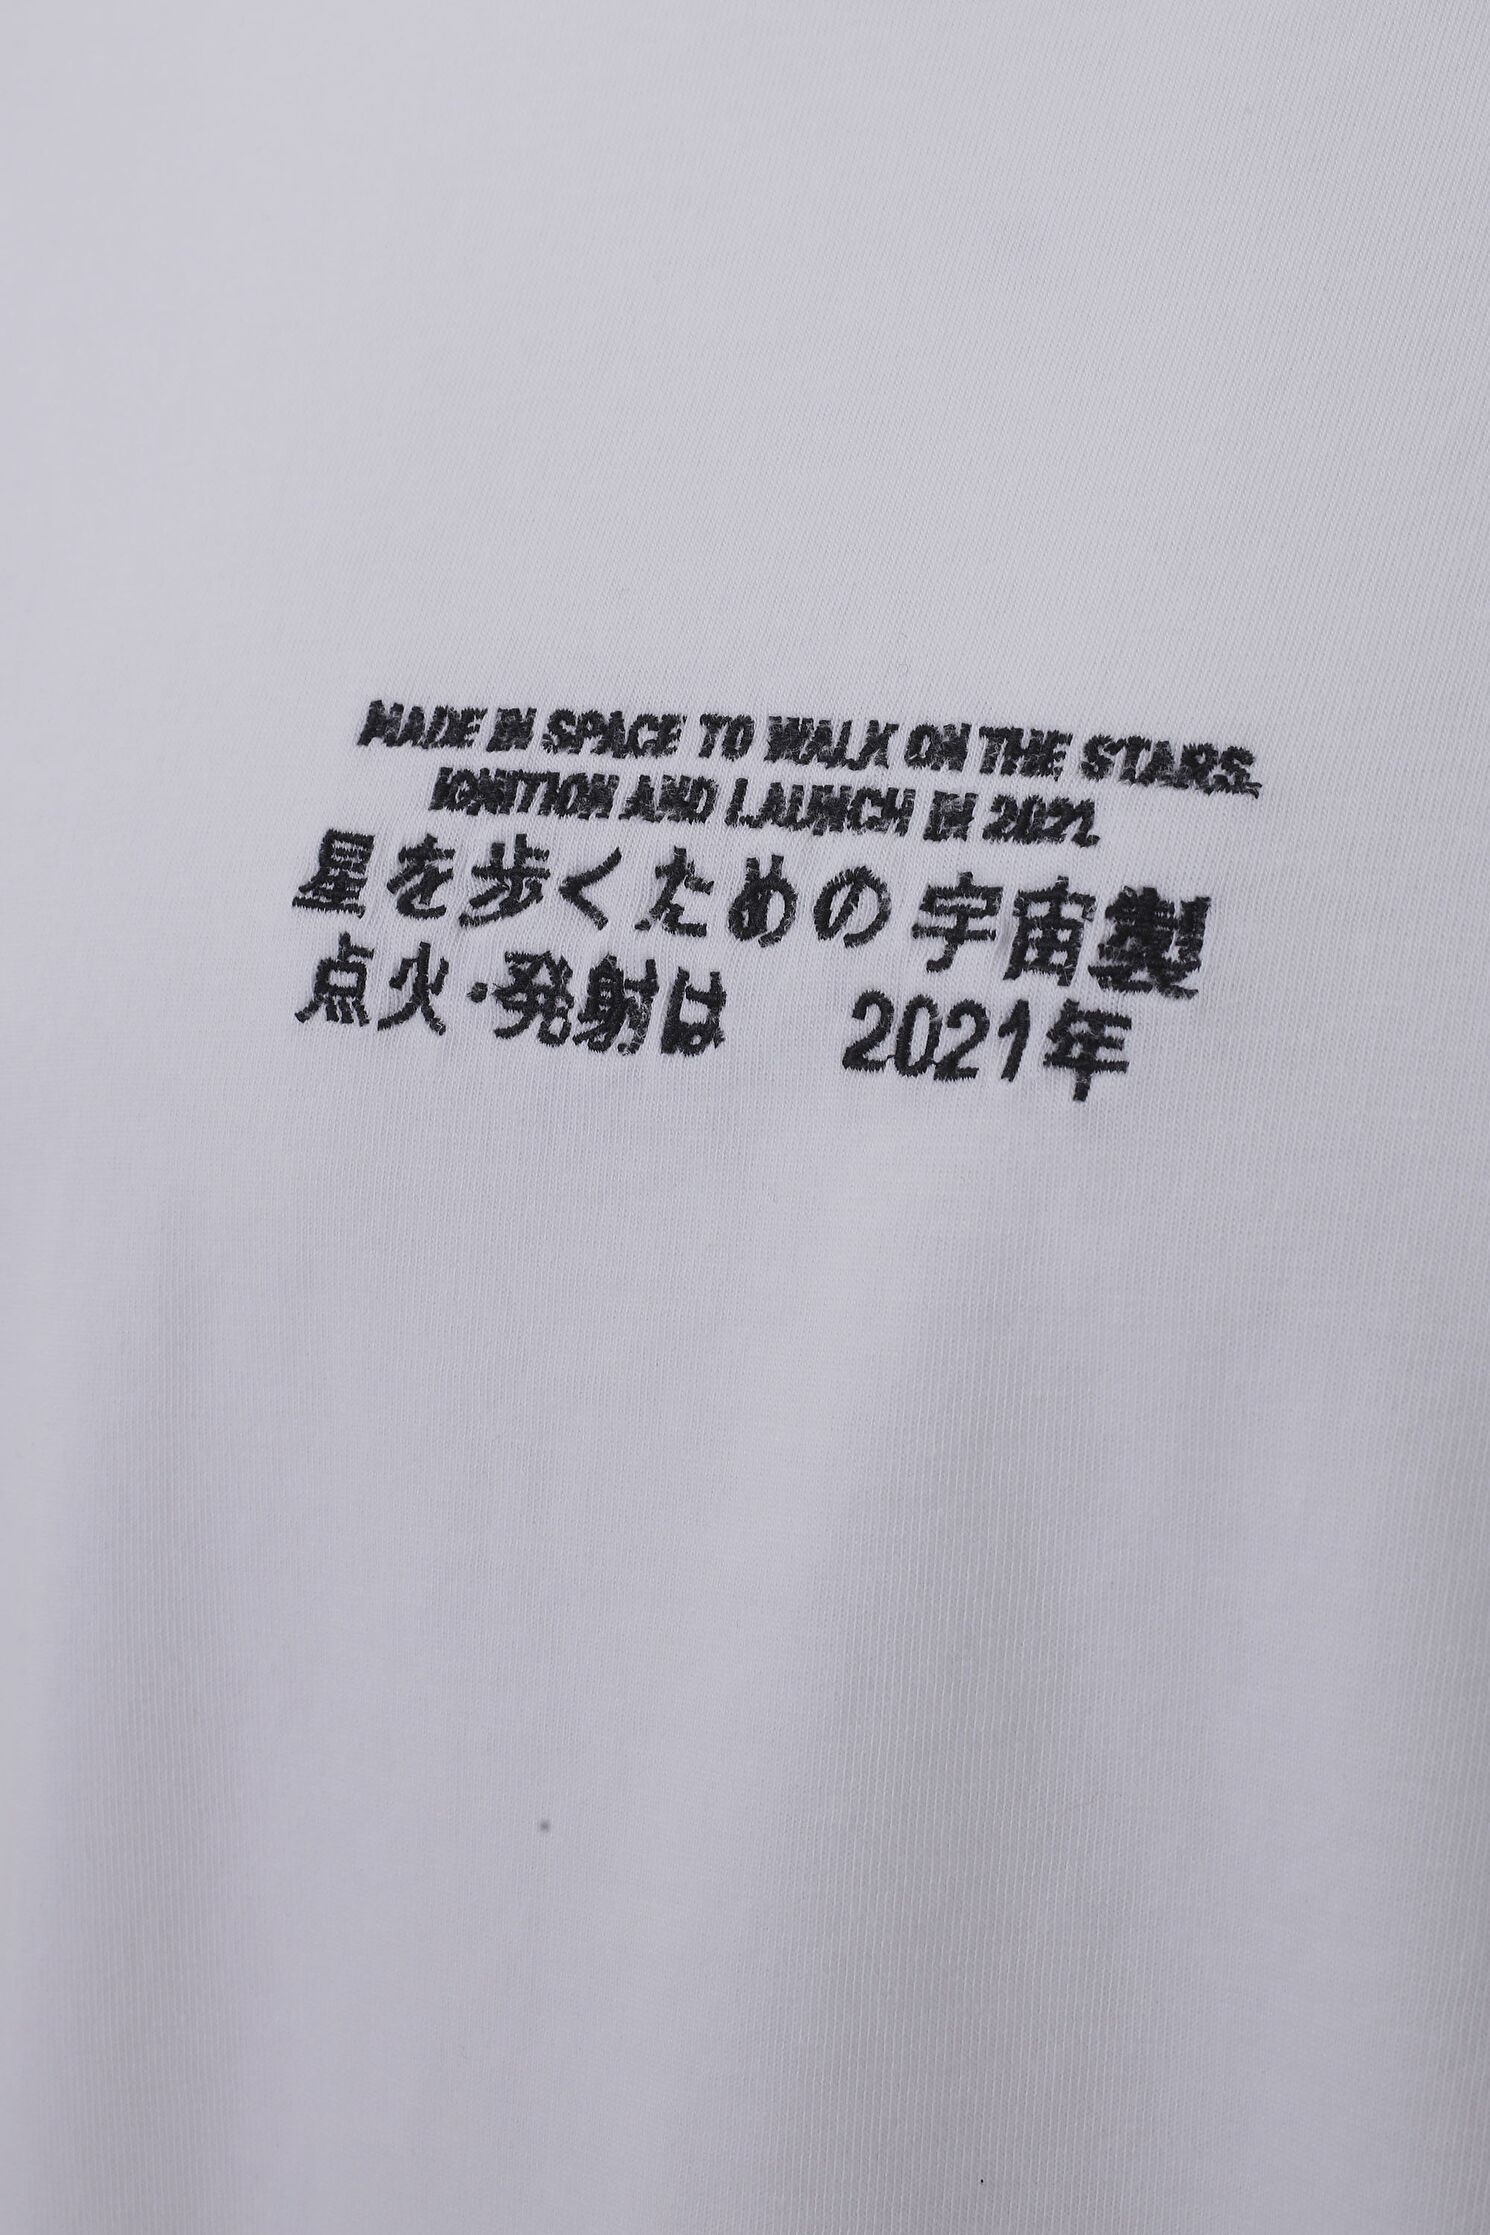 MADE IN SPACE TO WALK ON THE STARS.
IGNITION AND LAUNCH IN 2021.
星を歩くための宇宙製
点火・発射は 2021年